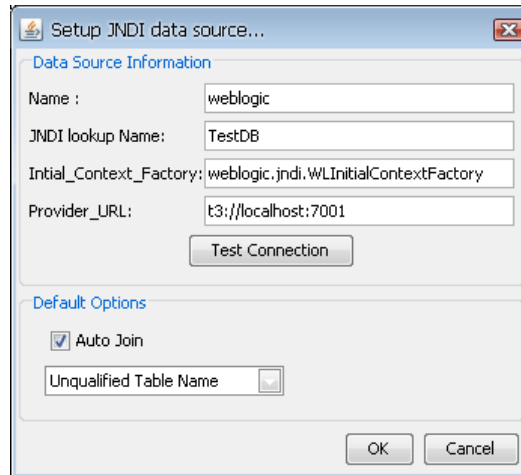 Setup JNDI data source...
Data Source Information
Name : weblogic
JNDI lookup Name: TestDB
Intial_Context_Factory: weblogic.jndi.WLInitialContextFactory
Provider_URL: t3://localhost:7001
Test Connection
Default Options
Auto Join
Unqualified Table Name
OK Cancel